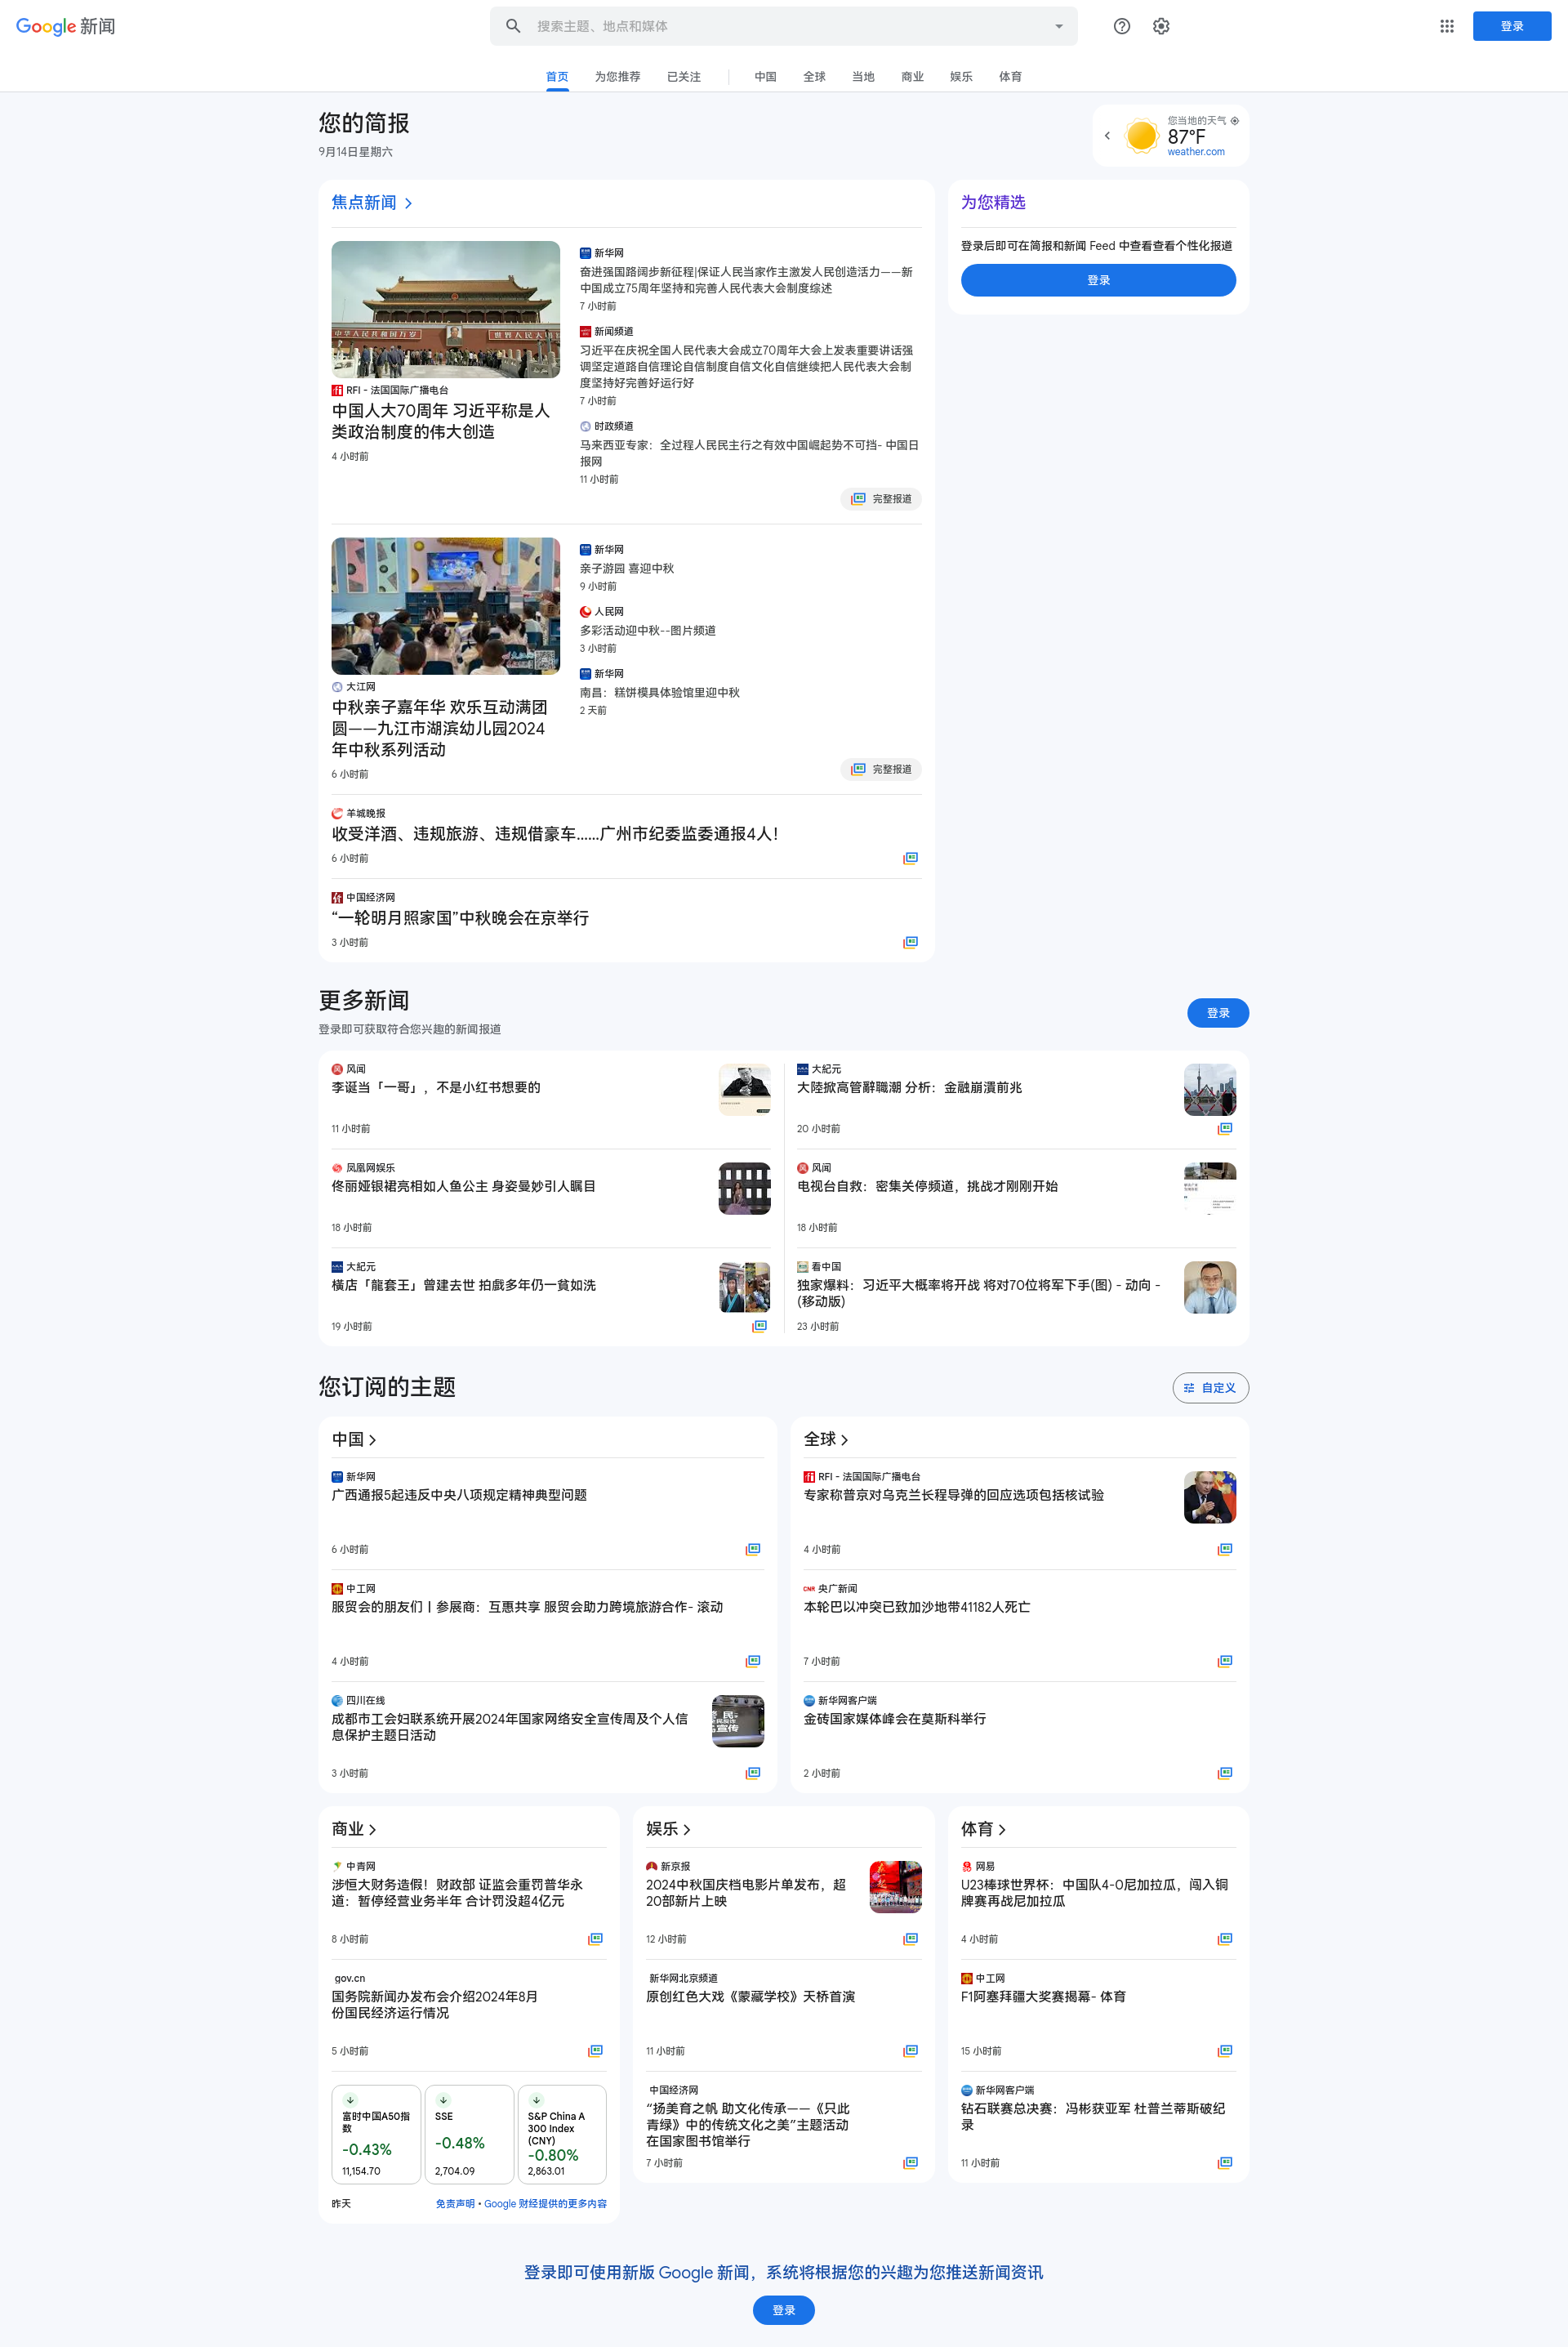 Google 新闻
搜索主题、地点和媒体
登录
首页
为您推荐
已关注
中国
全球
当地
商业
娱乐
体育
您的简报
9月14日星期六
您当地的天气
87°F
weather.com
焦点新闻
中华人民共和国万岁
世界人民大
RFI - 法国国际广播电台
中国人大70周年 习近平称是人
类政治制度的伟大创造
4 小时前
新华网
奋进强国路阔步新征程|保证人民当家作主激发人民创造活力——新
中国成立75周年坚持和完善人民代表大会制度综述
7 小时前
新闻频道
习近平在庆祝全国人民代表大会成立70周年大会上发表重要讲话强
调坚定道路自信理论自信制度自信文化自信继续把人民代表大会制
度坚持好完善好运行好
7 小时前
时政频道
马来西亚专家：全过程人民民主行之有效中国崛起势不可挡- 中国日
报网
11 小时前
完整报道
为您精选
登录后即可在简报和新闻 Feed 中查看查看个性化报道
登录
大江网
中秋亲子嘉年华 欢乐互动满团
圆——九江市湖滨幼儿园2024
年中秋系列活动
6 小时前
新华网
亲子游园 喜迎中秋
9 小时前
人民网
多彩活动迎中秋--图片频道
3 小时前
新华网
南昌：糕饼模具体验馆里迎中秋
2 天前
完整报道
羊城晚报
收受洋酒、违规旅游、违规借豪车……广州市纪委监委通报4人！
6 小时前
中国经济网
“一轮明月照家国”中秋晚会在京举行
3 小时前
更多新闻
登录即可获取符合您兴趣的新闻报道
登录
风闻
李诞当「一哥」，不是小红书想要的
11 小时前
大紀元
大陸掀高管辭職潮 分析：金融崩潰前兆
20 小时前
凤凰网娱乐
佟丽娅银裙亮相如人鱼公主 身姿曼妙引人瞩目
18 小时前
风闻
电视台自救：密集关停频道，挑战才刚刚开始
18 小时前
大紀元
橫店「龍套王」曾建去世 拍戲多年仍一貧如洗
19 小时前
看中国
独家爆料：习近平大概率将开战 将对70位将军下手(图) - 动向 -
(移动版)
23 小时前
您订阅的主题
自定义
中国
新华网
广西通报5起违反中央八项规定精神典型问题
6 小时前
中工网
服贸会的朋友们丨参展商：互惠共享 服贸会助力跨境旅游合作- 滚动
4 小时前
四川在线
成都市工会妇联系统开展2024年国家网络安全宣传周及个人信
息保护主题日活动
3 小时前
全球
RFI - 法国国际广播电台
专家称普京对乌克兰长程导弹的回应选项包括核试验
4 小时前
央广新闻
本轮巴以冲突已致加沙地带41182人死亡
7 小时前
新华网客户端
金砖国家媒体峰会在莫斯科举行
2 小时前
商业
中青网
涉恒大财务造假！财政部 证监会重罚普华永
道：暂停经营业务半年 合计罚没超4亿元
8 小时前
gov.cn
国务院新闻办发布会介绍2024年8月
份国民经济运行情况
5 小时前
富时中国A50指
数
-0.43%
11,154.70
SSE
-0.48%
2,704.09
S&P China A
300 Index
(CNY)
-0.80%
2,863.01
昨天
免责声明 • Google 财经提供的更多内容
娱乐
新京报
2024中秋国庆档电影片单发布，超
20部新片上映
12 小时前
新华网北京频道
原创红色大戏《蒙藏学校》天桥首演
11 小时前
中国经济网
“扬美育之帆 助文化传承——《只此
青绿》中的传统文化之美”主题活动
在国家图书馆举行
7 小时前
体育
网易
U23棒球世界杯：中国队4-0尼加拉瓜，闯入铜
牌赛再战尼加拉瓜
4 小时前
中工网
F1阿塞拜疆大奖赛揭幕- 体育
15 小时前
新华网客户端
钻石联赛总决赛：冯彬获亚军 杜普兰蒂斯破纪
录
11 小时前
登录即可使用新版 Google 新闻，系统将根据您的兴趣为您推送新闻资讯
登录